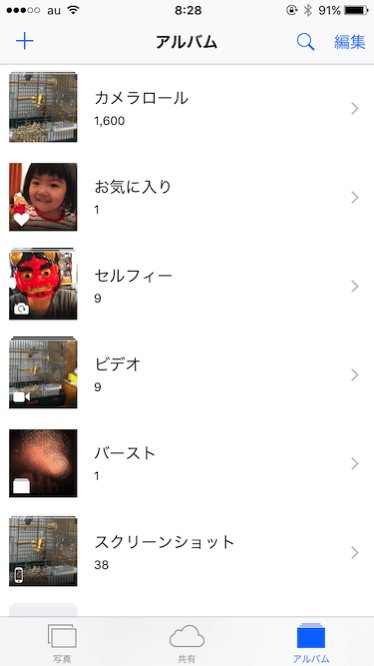 au 8:28 91%
アルバム 編集
カメラロール
1,600
お気に入り
1
セルフィー
9
ビデオ
9
バースト
1
スクリーンショット
38
写真 共有 アルバム